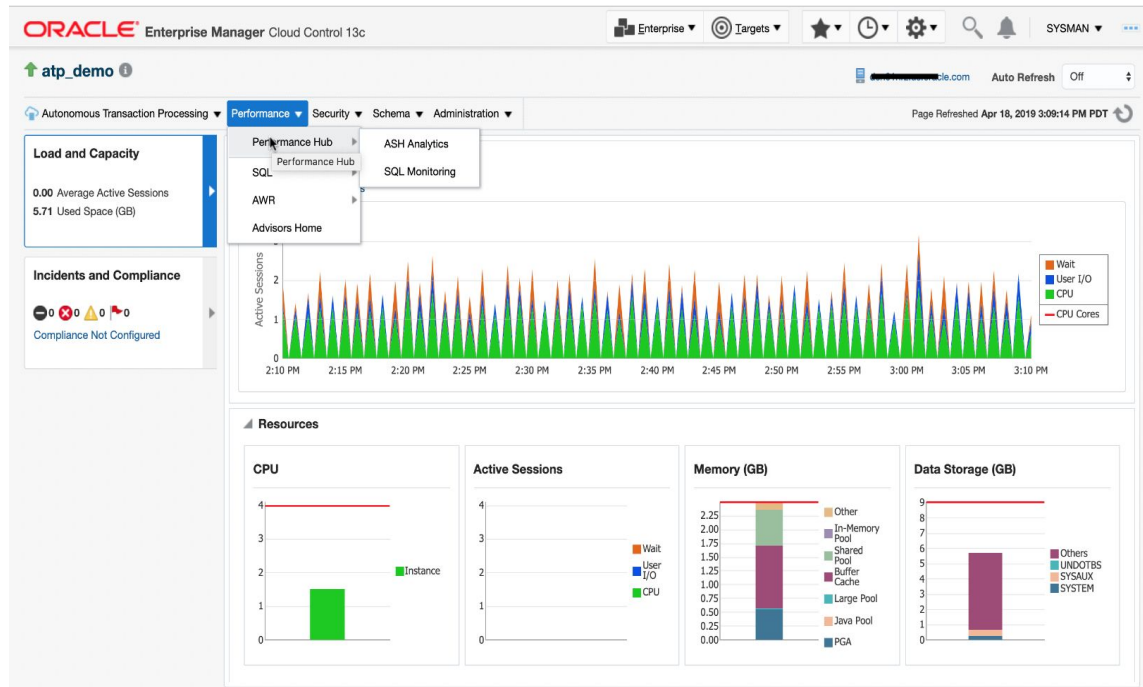 ORACLE® Enterprise Manager Cloud Control 13c
Enterprise ▼ Targets ▼ SYSMAN ▼
atp_demo
le.com Auto Refresh Off
Autonomous Transaction Processing ▼ Performance ▼ Security ▼ Schema ▼ Administration ▼
Page Refreshed Apr 18, 2019 3:09:14 PM PDT
Performance Hub
Performance Hub
SQL
AWR
Advisors Home
ASH Analytics
SQL Monitoring
Load and Capacity
0.00 Average Active Sessions
5.71 Used Space (GB)
Incidents and Compliance
0 0 0 0
Compliance Not Configured
Active Sessions
2
1
0
2:10 PM 2:15 PM 2:20 PM 2:25 PM 2:30 PM 2:35 PM 2:40 PM 2:45 PM 2:50 PM 2:55 PM 3:00 PM 3:05 PM 3:10 PM
Wait
User I/O
CPU
CPU Cores
Resources
CPU
4
3
2
1
0
Instance
Active Sessions
4
3
2
1
0
Wait
User
I/O
CPU
Memory (GB)
2.25
2.00
1.75
1.50
1.25
1.00
0.75
0.50
0.25
0.00
Other
In-Memory
Pool
Shared
Pool
Buffer
Cache
Large Pool
Java Pool
PGA
Data Storage (GB)
9
8
7
6
5
4
3
2
1
0
Others
UNDOTBS
SYSAUX
SYSTEM